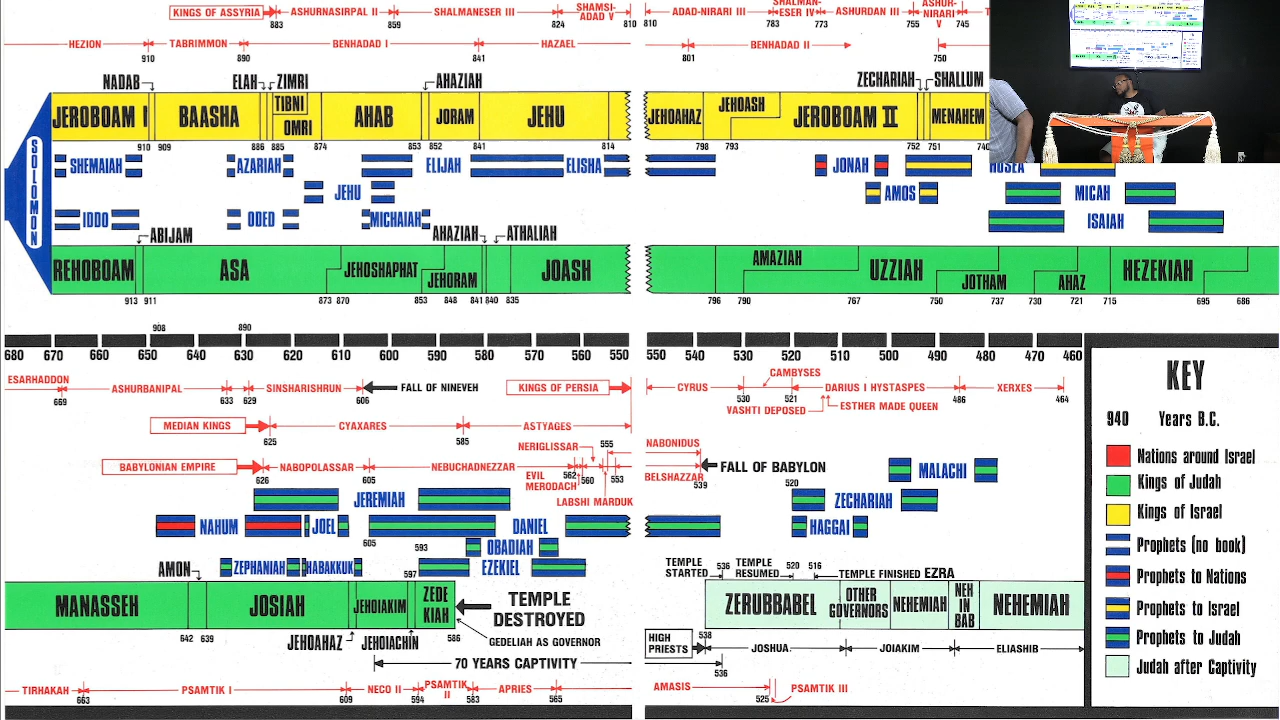 KINGS OF ASSYRIA ASHURNASIRPAL II SHALMANESER III SHAMSI-ADAD V ADAD-NIRARI III SHALMAN-ESER IV ASHURDAN III ASHUR-NIRARI V
883 859 824 810 810 783 773 755 745
HEZION TABRIMMON BENHADAD I HAZAEL BENHADAD II
910 890 841 801 750
NADAB ELAH ZIMRI AHAZIAH ZECHARIAH SHALLUM
JEROBOAM I BAASHA TIBNI OMRI AHAB JORAM JEHU JEHOAHAZ JEHOASH JEROBOAM II MENAHEM
910 909 886 885 874 853 852 841 814 798 793 752 751 740
SOLOMON
SHEMAIAH AZARIAH ELIJAH ELISHA JONAH HOSEA
JEHU AMOS MICAH
IDDO ODED MICHAIAH ISAIAH
ABIJAM AHAZIAH ATHALIAH
REHOBOAM ASA JEHOSHAPHAT JEHORAM JOASH AMAZIAH UZZIAH JOTHAM AHAZ HEZEKIAH
913 911 873 870 853 848 841 840 835 796 790 767 750 737 730 721 715 695 686
908 890
680 670 660 650 640 630 620 610 600 590 580 570 560 550 550 540 530 520 510 500 490 480 470 460
ESARHADDON ASHURBANIPAL SINSHARISHRUN FALL OF NINEVEH KINGS OF PERSIA CYRUS CAMBYSES DARIUS I HYSTASPES XERXES
669 633 629 606 530 521 486 464
VASHTI DEPOSED ESTHER MADE QUEEN
MEDIAN KINGS CYAXARES ASTYAGES
625 585
BABYLONIAN EMPIRE NABOPOLASSAR NEBUCHADNEZZAR EVIL MERODACH NERIGLISSAR LABSHI MARDUK NABONIDUS BELSHAZZAR FALL OF BABYLON
626 605 562 560 555 553 539
JEREMIAH MALACHI
NAHUM JOEL DANIEL ZECHARIAH
605 593 520
OBADIAH HAGGAI
ZEPHANIAH HABAKKUK EZEKIEL
AMON 597
TEMPLE STARTED 536 TEMPLE RESUMED 520 516 TEMPLE FINISHED EZRA
MANASSEH JOSIAH JEHOIAKIM ZEDEKIAH TEMPLE DESTROYED ZERUBBABEL OTHER GOVERNORS NEHEMIAH NEH IN BAB NEHEMIAH
642 639 JEHOAHAZ JEHOIACHIN 586 GEDELIAH AS GOVERNOR
HIGH PRIESTS 538 JOSHUA JOIAKIM ELIASHIB
70 YEARS CAPTIVITY 536
TIRHAKAH PSAMTIK I NECO II PSAMTIK II APRIES AMASIS PSAMTIK III
663 609 594 583 565 525
KEY
940 Years B.C.
Nations around Israel
Kings of Judah
Kings of Israel
Prophets (no book)
Prophets to Nations
Prophets to Israel
Prophets to Judah
Judah after Captivity